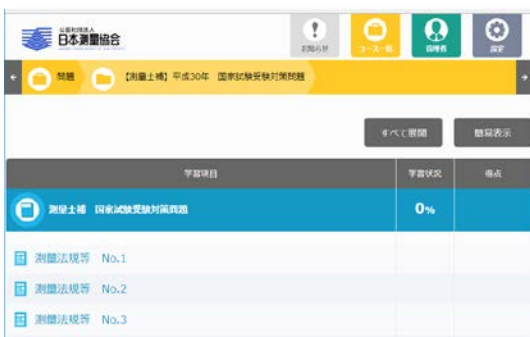 公益社団法人
日本測量協会
お知らせ
コース一覧
管理者
設定
問題
【測量士補】平成30年 国家試験受験対策問題
すべて展開
簡易表示
学習項目
学習状況
得点
測量士補 国家試験受験対策問題
0%
測量法規等 No.1
測量法規等 No.2
測量法規等 No.3